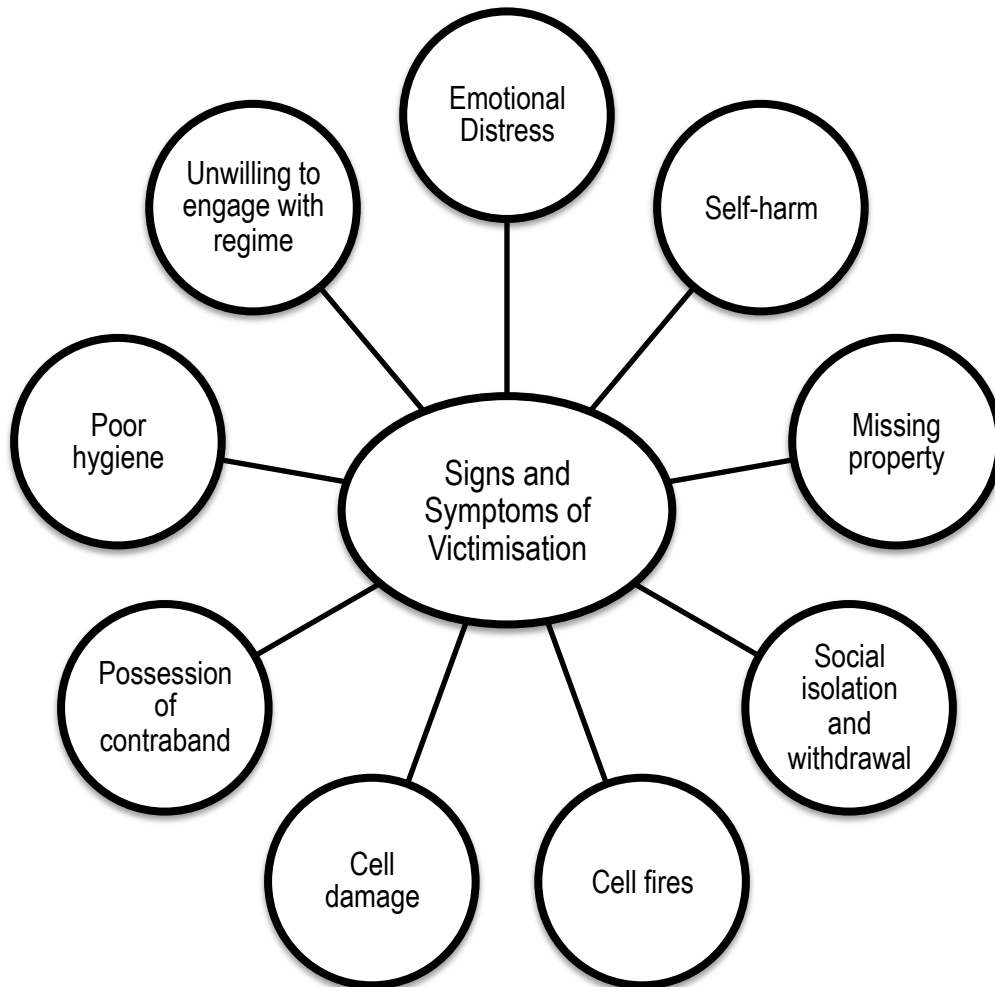 Emotional
Distress
Self-harm
Missing
property
Social
isolation
and
withdrawal
Cell fires
Cell
damage
Possession
of
contraband
Poor
hygiene
Unwilling to
engage with
regime
Signs and
Symptoms of
Victimisation